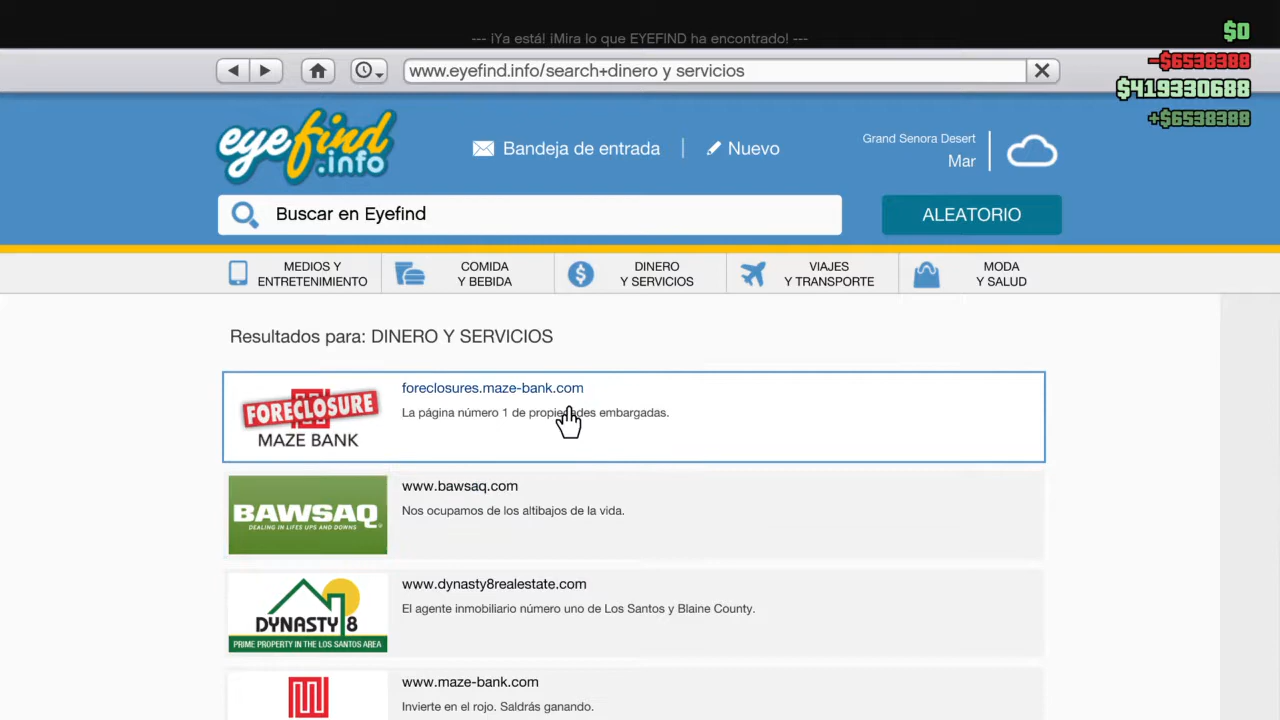 --- ¡Ya está! ¡Mira lo que EYEFIND ha encontrado! ---
$0
-$6538388
$419330688
+$6538388
www.eyefind.info/search+dinero y servicios
eyefind
.info
Bandeja de entrada
Nuevo
Grand Senora Desert
Mar
Buscar en Eyefind
ALEATORIO
MEDIOS Y
ENTRETENIMIENTO
COMIDA
Y BEBIDA
DINERO
Y SERVICIOS
VIAJES
Y TRANSPORTE
MODA
Y SALUD
Resultados para: DINERO Y SERVICIOS
FORECLOSURE
MAZE BANK
foreclosures.maze-bank.com
La página número 1 de propiedades embargadas.
BAWSAQ
DEALING IN LIFES UPS AND DOWNS
www.bawsaq.com
Nos ocupamos de los altibajos de la vida.
DYNASTY 8
PRIME PROPERTY IN THE LOS SANTOS AREA
www.dynasty8realestate.com
El agente inmobiliario número uno de Los Santos y Blaine County.
www.maze-bank.com
Invierte en el rojo. Saldrás ganando.